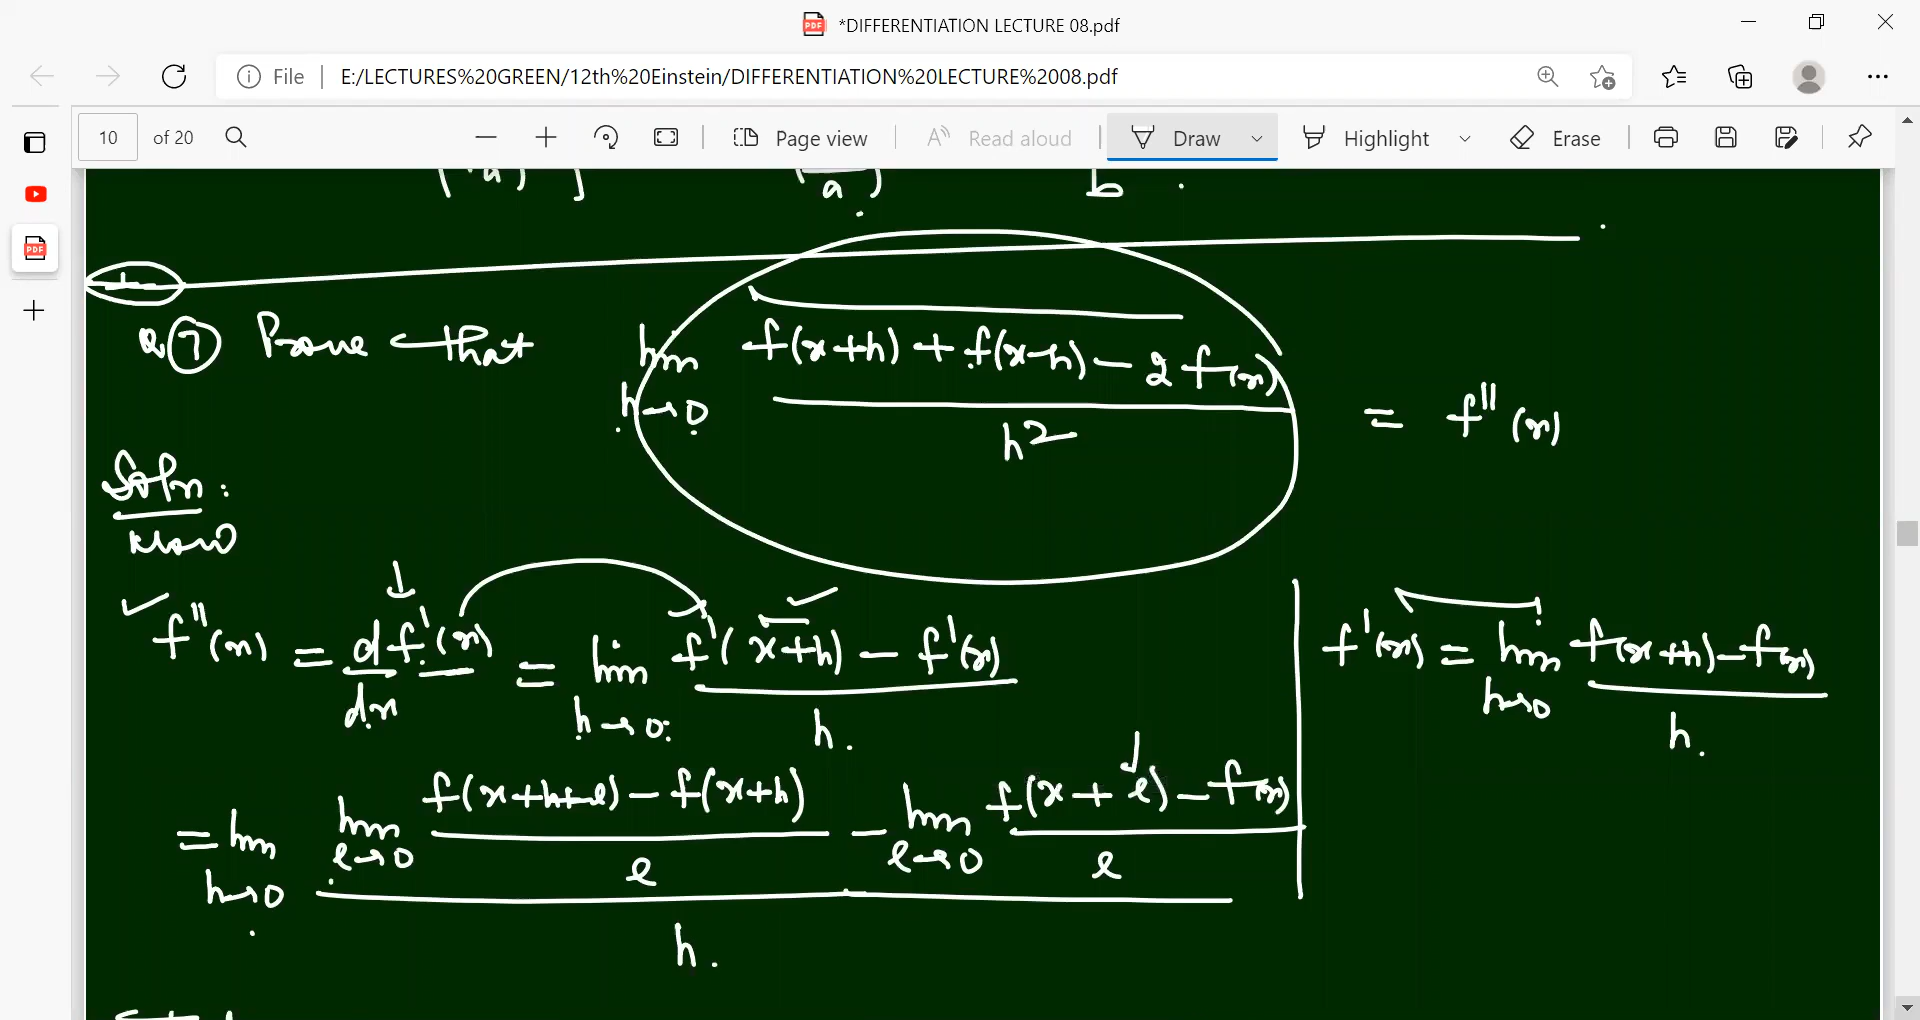 *DIFFERENTIATION LECTURE 08.pdf
File | E:/LECTURES%20GREEN/12th%20Einstein/DIFFERENTIATION%20LECTURE%2008.pdf
10 of 20 Page view Read aloud Draw Highlight Erase
a a b
Q 7 Prove that lim h→0 (f(x+h) + f(x-h) - 2f(x)) / h² = f''(x)
Soln:
Know
f''(x) = d f'(x) / dx = lim h→0 (f'(x+h) - f'(x)) / h. f'(x) = lim h→0 (f(x+h) - f(x)) / h.
= lim h→0 (lim l→0 (f(x+h+l) - f(x+h)) / l - lim l→0 (f(x+l) - f(x)) / l) / h.